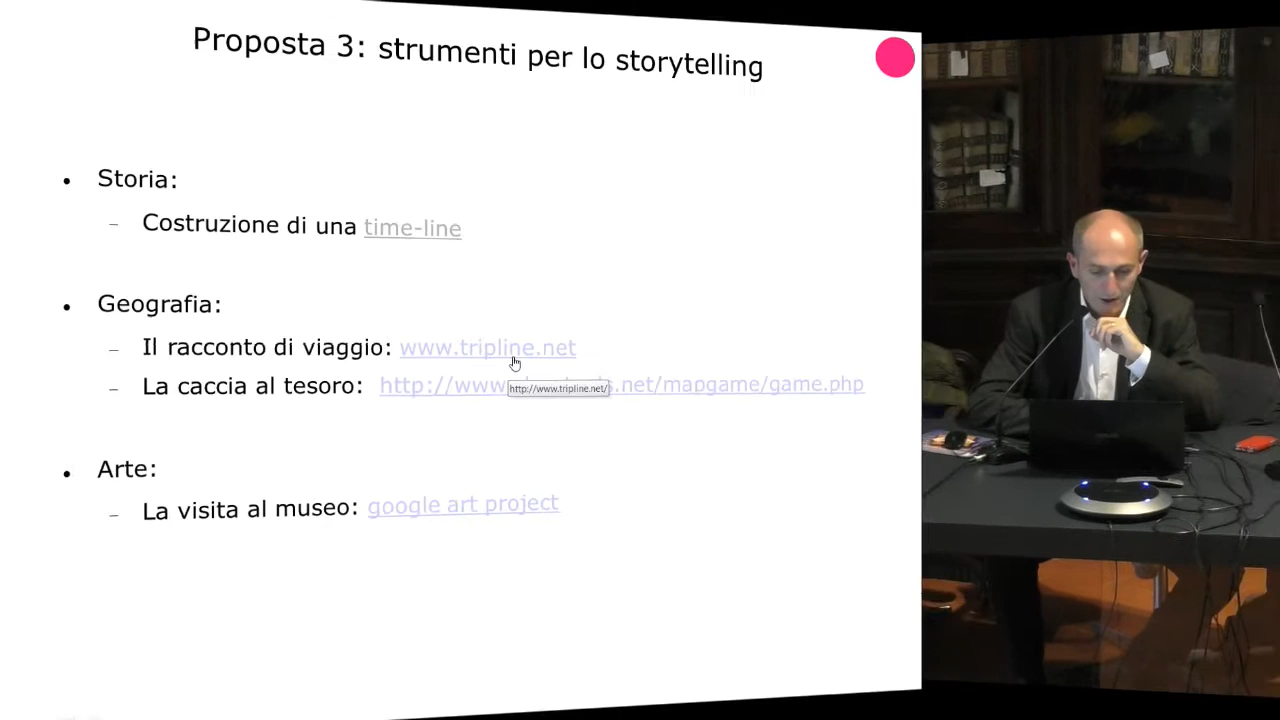 Proposta 3: strumenti per lo storytelling
Storia:
Costruzione di una time-line
Geografia:
Il racconto di viaggio: www.tripline.net
La caccia al tesoro: .net/mapgame/game.php
http://www.tripline.net/
Arte:
La visita al museo: google art project